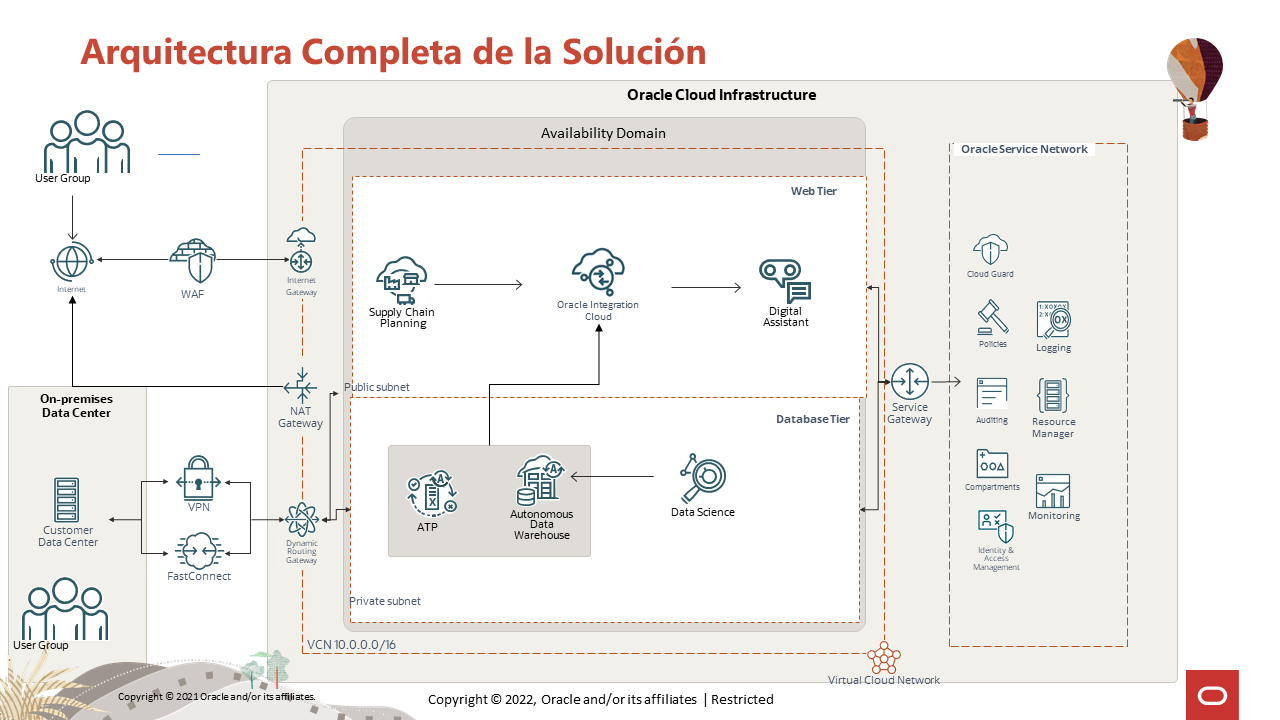 Arquitectura Completa de la Solución
Oracle Cloud Infrastructure
Availability Domain
Oracle Service Network
User Group
Web Tier
Internet
WAF
Internet
Gateway
Supply Chain
Planning
Oracle Integration
Cloud
Digital
Assistant
Cloud Guard
Policies
Logging
Public subnet
NAT
Gateway
Service
Gateway
Auditing
Resource
Manager
On-premises
Data Center
Database Tier
Customer
Data Center
VPN
FastConnect
Dynamic
Routing
Gateway
ATP
Autonomous
Data
Warehouse
Data Science
Compartments
Monitoring
Identity &
Access
Management
Private subnet
User Group
VCN 10.0.0.0/16
Virtual Cloud Network
Copyright © 2021 Oracle and/or its affiliates.
Copyright © 2022, Oracle and/or its affiliates | Restricted